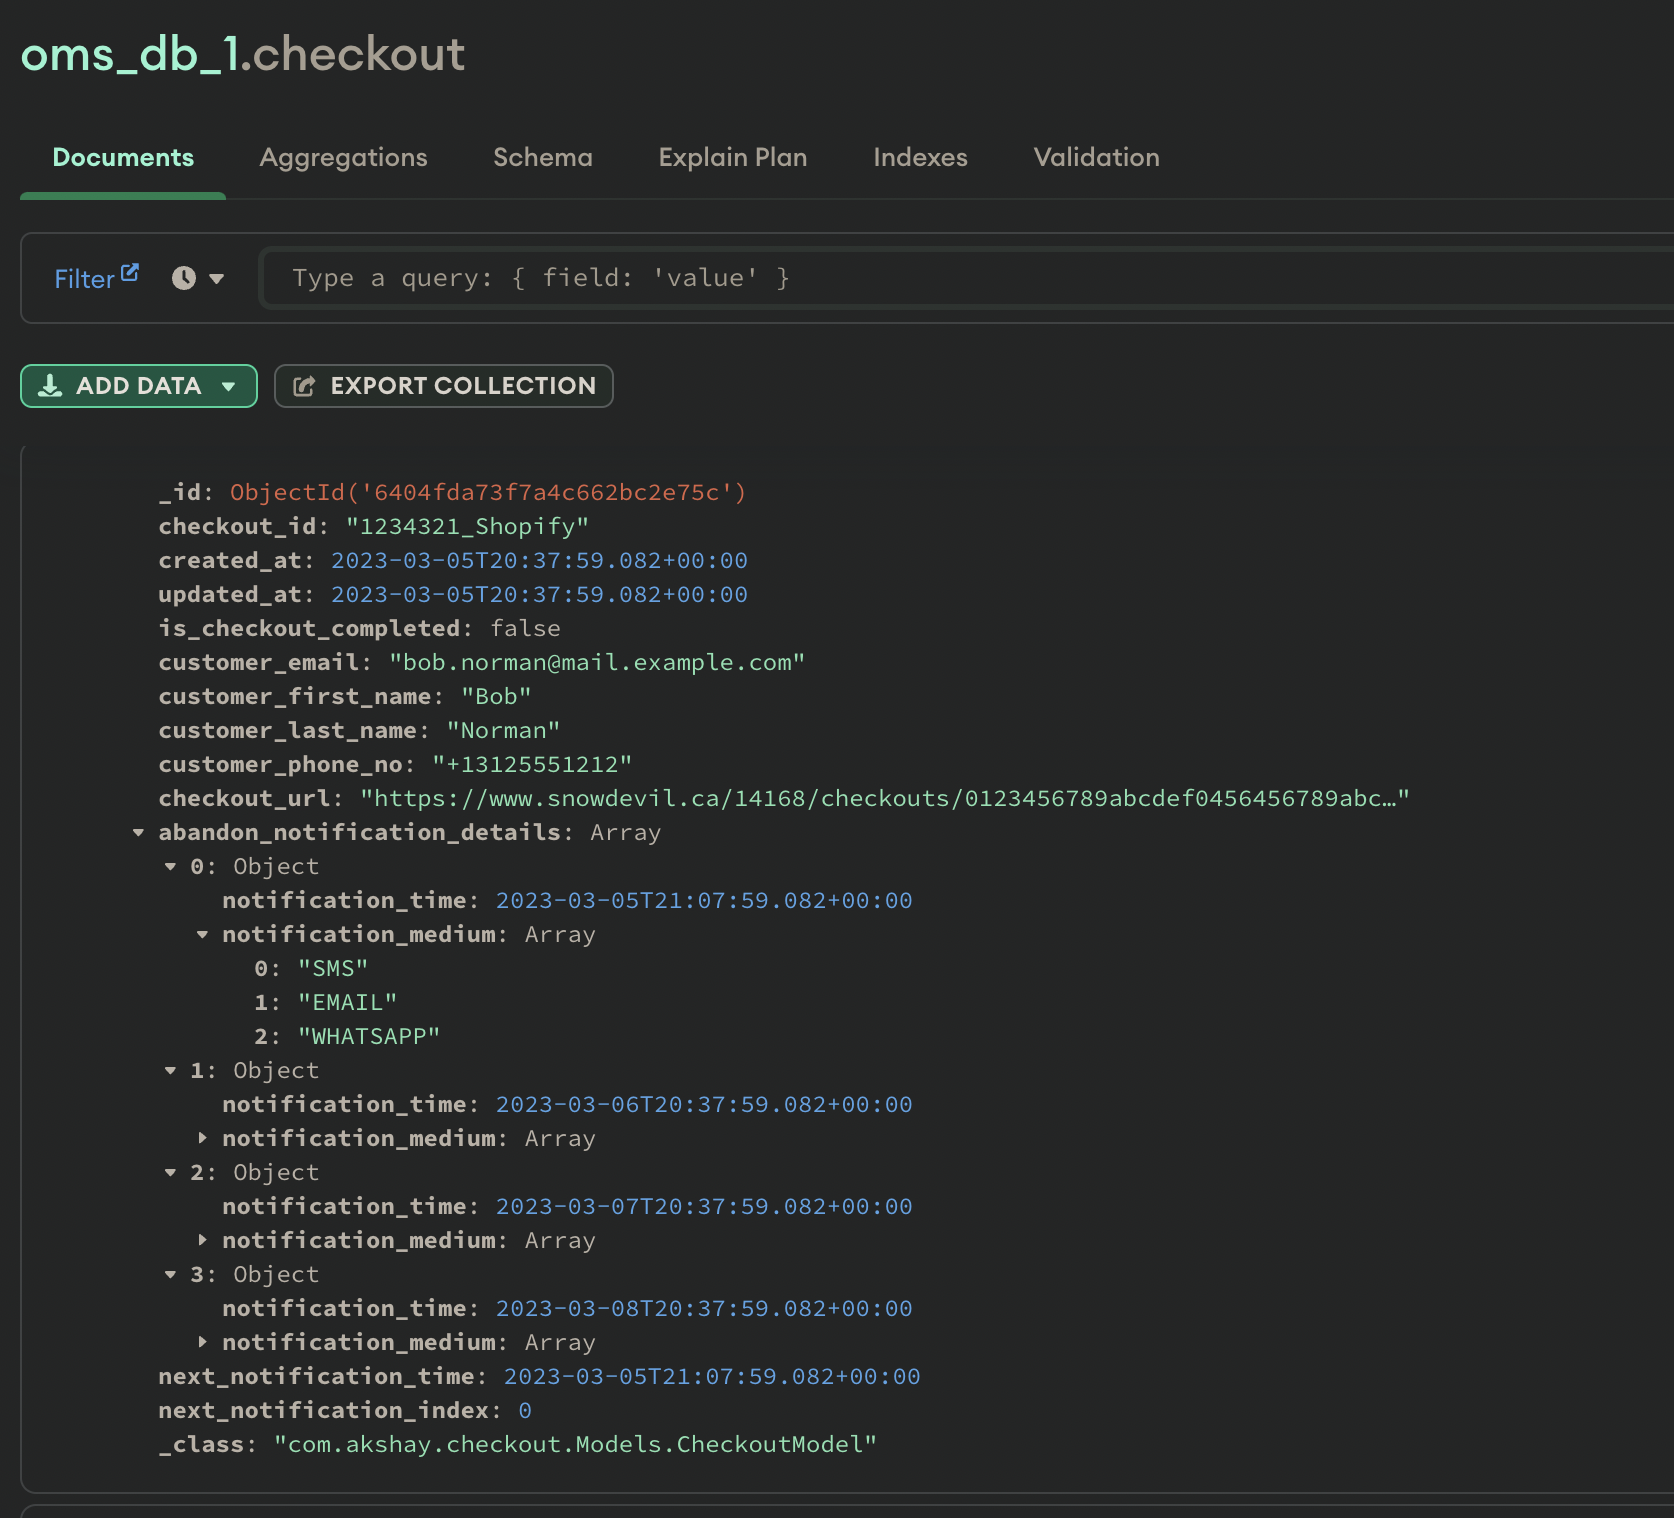 oms_db_1.checkout
Documents Aggregations Schema Explain Plan Indexes Validation
Filter Type a query: { field: 'value' }
ADD DATA EXPORT COLLECTION
_id: ObjectId('6404fda73f7a4c662bc2e75c')
checkout_id: "1234321_Shopify"
created_at: 2023-03-05T20:37:59.082+00:00
updated_at: 2023-03-05T20:37:59.082+00:00
is_checkout_completed: false
customer_email: "bob.norman@mail.example.com"
customer_first_name: "Bob"
customer_last_name: "Norman"
customer_phone_no: "+13125551212"
checkout_url: "https://www.snowdevil.ca/14168/checkouts/0123456789abcdef0456456789abc…"
abandon_notification_details: Array
0: Object
notification_time: 2023-03-05T21:07:59.082+00:00
notification_medium: Array
0: "SMS"
1: "EMAIL"
2: "WHATSAPP"
1: Object
notification_time: 2023-03-06T20:37:59.082+00:00
notification_medium: Array
2: Object
notification_time: 2023-03-07T20:37:59.082+00:00
notification_medium: Array
3: Object
notification_time: 2023-03-08T20:37:59.082+00:00
notification_medium: Array
next_notification_time: 2023-03-05T21:07:59.082+00:00
next_notification_index: 0
_class: "com.akshay.checkout.Models.CheckoutModel"